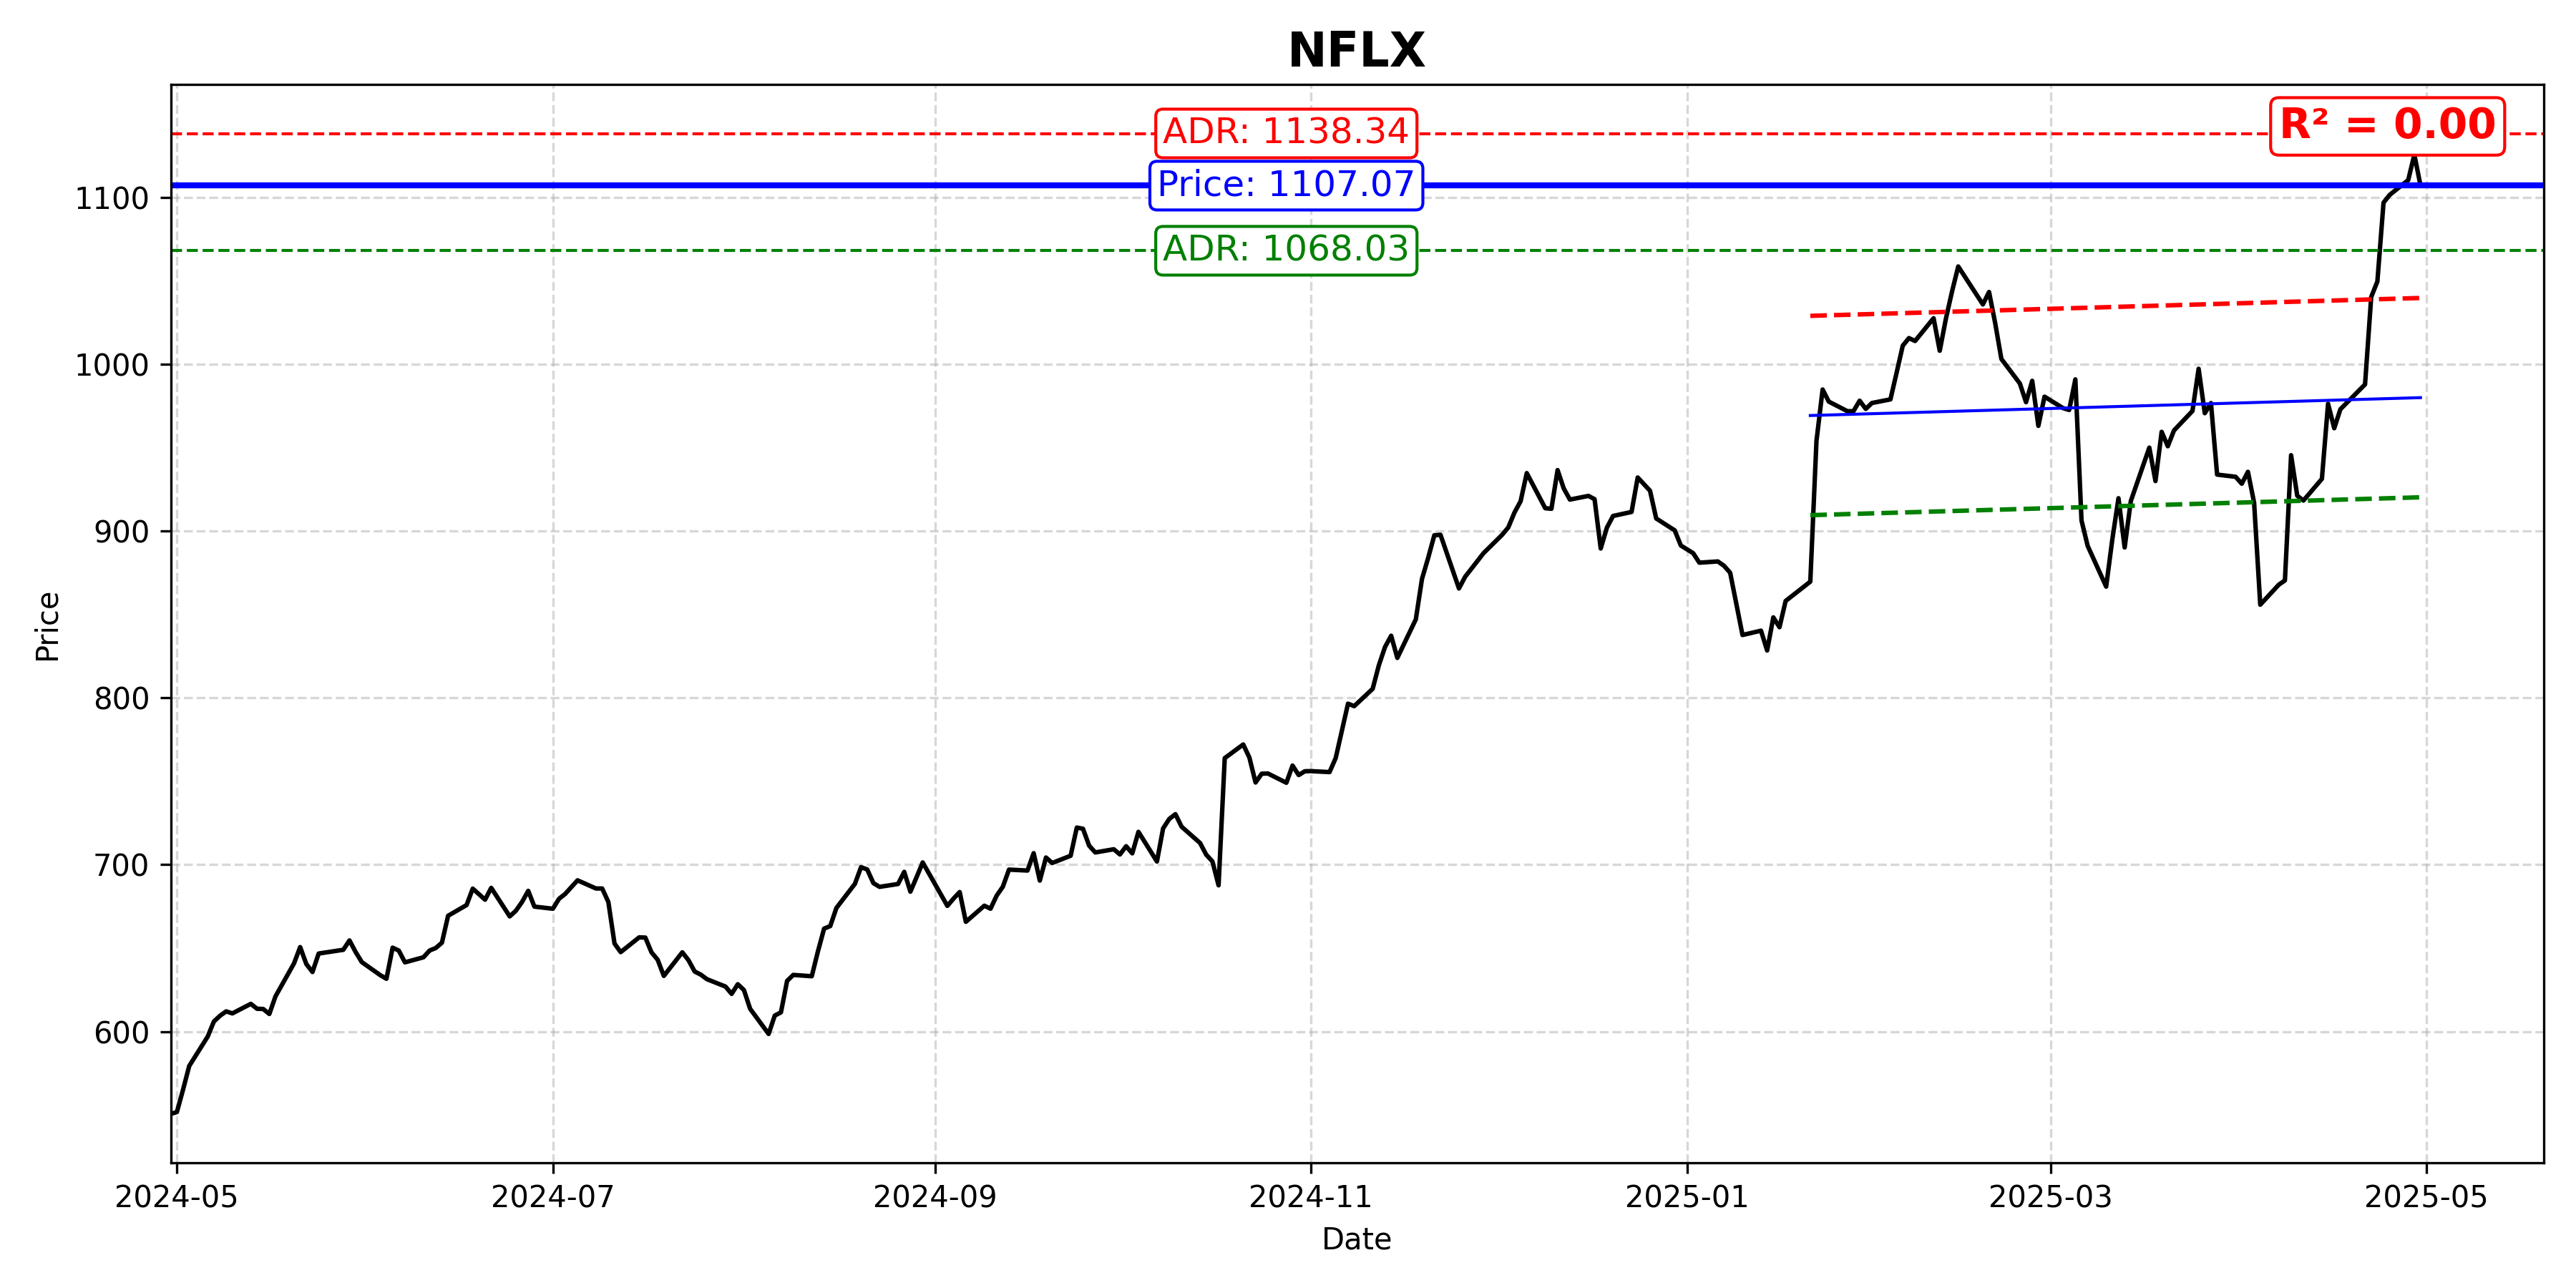 NFLX
R² = 0.00
ADR: 1138.34
Price: 1107.07
ADR: 1068.03
1100
1000
900
800
700
600
Price
2024-05
2024-07
2024-09
2024-11
2025-01
2025-03
2025-05
Date